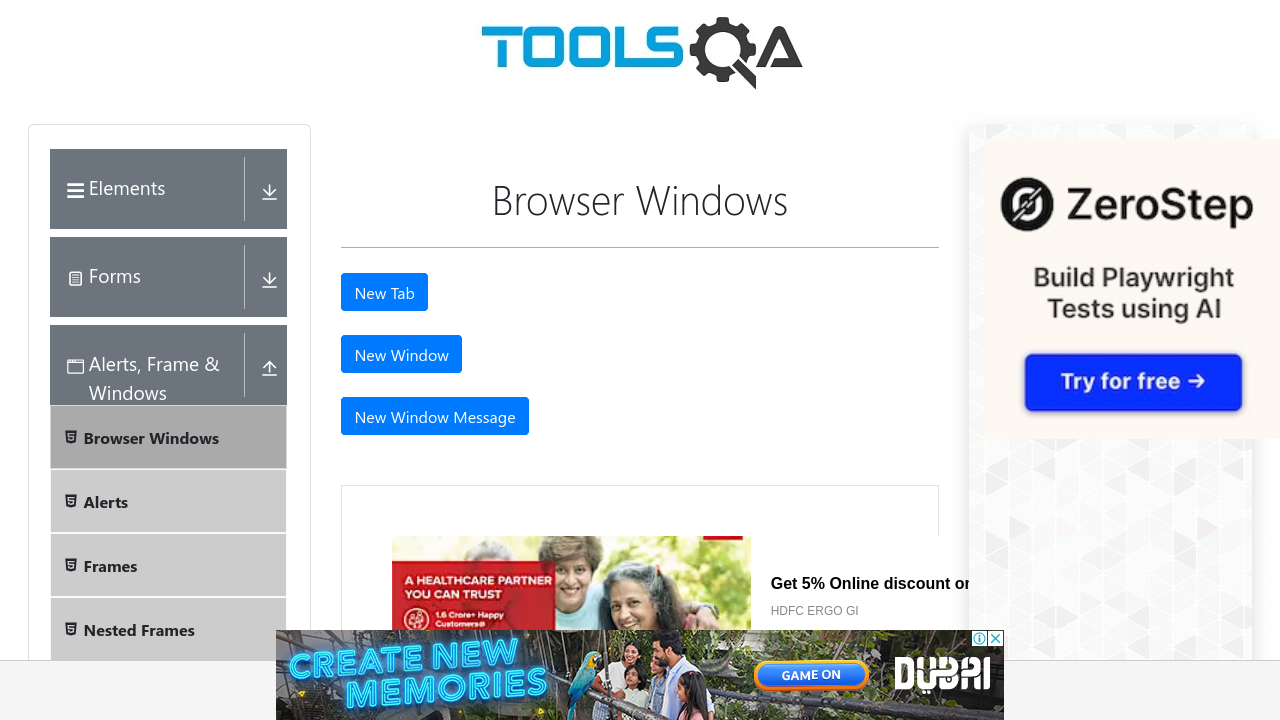 TOOLSQA
Elements
Forms
Alerts, Frame &
Windows
Browser Windows
Alerts
Frames
Nested Frames
Browser Windows
New Tab
New Window
New Window Message
A HEALTHCARE PARTNER
YOU CAN TRUST
1.6 Crore+ Happy
Customers@
Get 5% Online discount on
HDFC ERGO GI
ZeroStep
Build Playwright
Tests using AI
Try for free →
CREATE NEW
MEMORIES
GAME ON
DUBAI